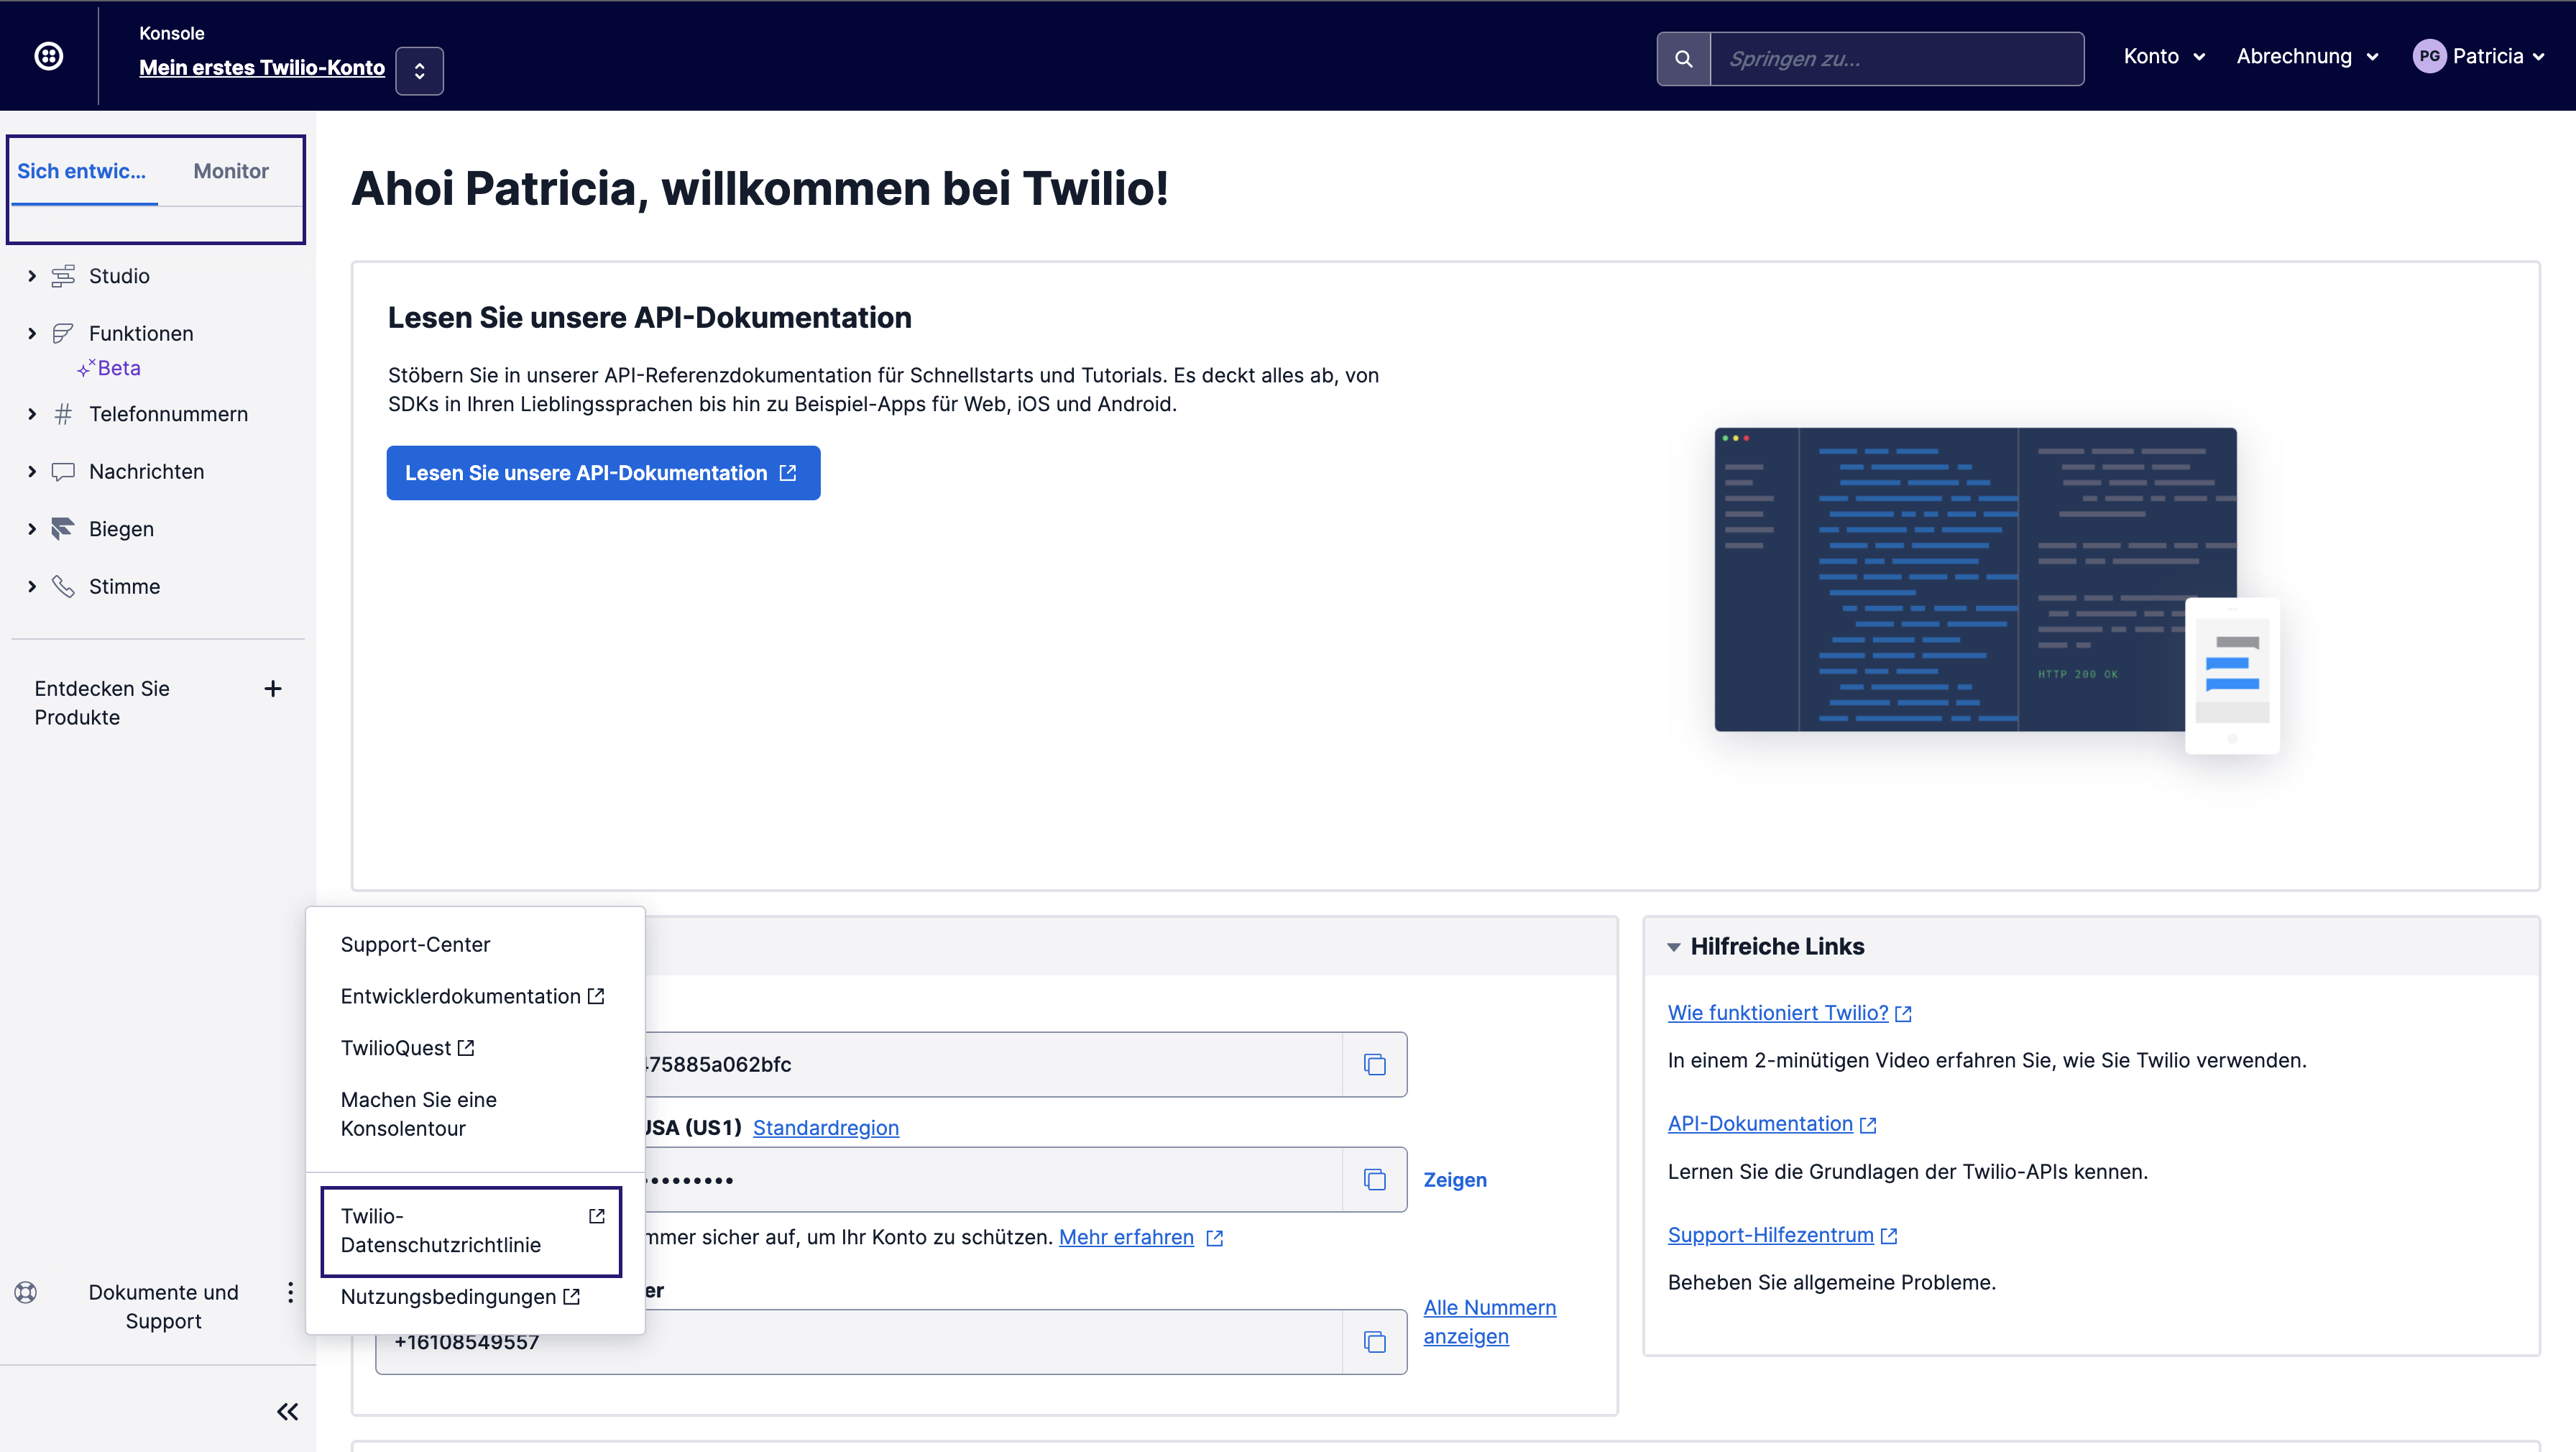 Konsole
Mein erstes Twilio-Konto
Springen zu...
Konto
Abrechnung
PG Patricia
Sich entwic...
Monitor
Studio
Funktionen
Beta
Telefonnummern
Nachrichten
Biegen
Stimme
Entdecken Sie
Produkte
Dokumente und
Support
Ahoi Patricia, willkommen bei Twilio!
Lesen Sie unsere API-Dokumentation
Stöbern Sie in unserer API-Referenzdokumentation für Schnellstarts und Tutorials. Es deckt alles ab, von
SDKs in Ihren Lieblingssprachen bis hin zu Beispiel-Apps für Web, iOS und Android.
Lesen Sie unsere API-Dokumentation
HTTP 200 OK
Support-Center
Entwicklerdokumentation
TwilioQuest
Machen Sie eine
Konsolentour
Twilio-
Datenschutzrichtlinie
Nutzungsbedingungen
75885a062bfc
USA (US1) Standardregion
•••••••••
Zeigen
mmer sicher auf, um Ihr Konto zu schützen. Mehr erfahren
er
+16108549557
Alle Nummern
anzeigen
Hilfreiche Links
Wie funktioniert Twilio?
In einem 2-minütigen Video erfahren Sie, wie Sie Twilio verwenden.
API-Dokumentation
Lernen Sie die Grundlagen der Twilio-APIs kennen.
Support-Hilfezentrum
Beheben Sie allgemeine Probleme.